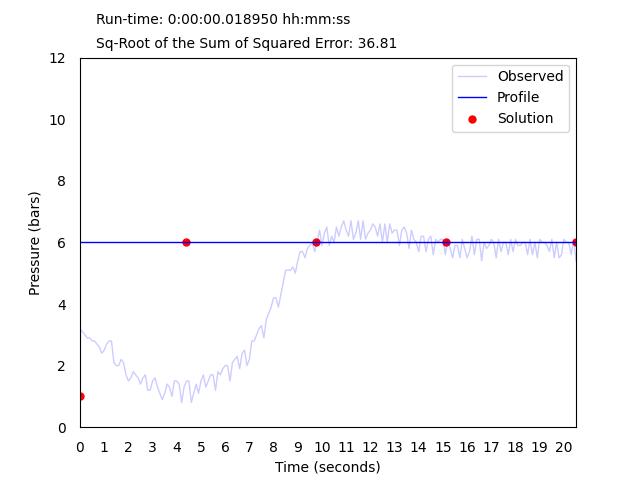 Run-time: 0:00:00.018950 hh:mm:ss
Sq-Root of the Sum of Squared Error: 36.81
12
10
8
6
4
2
0
Pressure (bars)
Observed
Profile
Solution
0 1 2 3 4 5 6 7 8 9 10 11 12 13 14 15 16 17 18 19 20
Time (seconds)